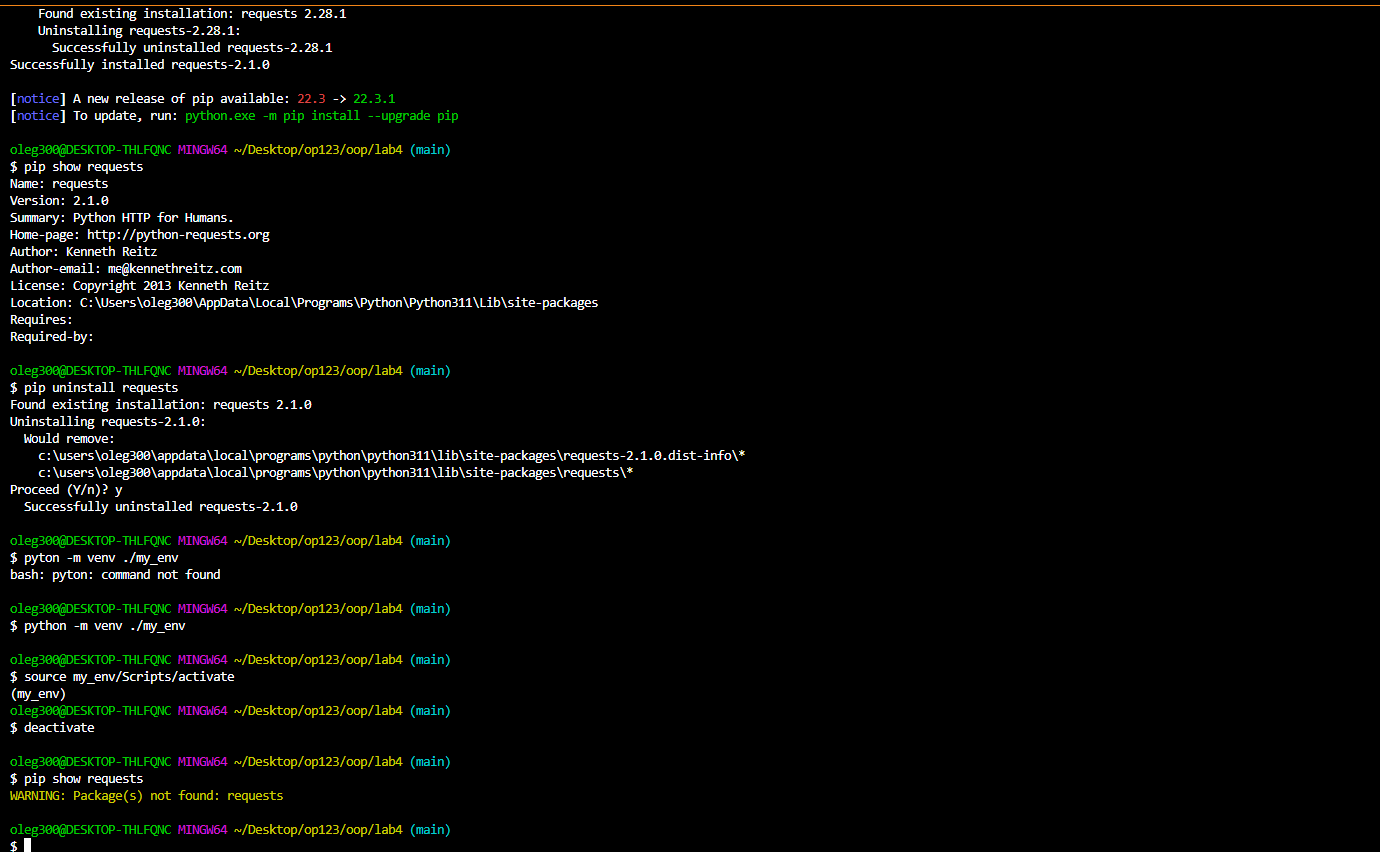 Found existing installation: requests 2.28.1
Uninstalling requests-2.28.1:
Successfully uninstalled requests-2.28.1
Successfully installed requests-2.1.0
[notice] A new release of pip available: 22.3 -> 22.3.1
[notice] To update, run: python.exe -m pip install --upgrade pip
oleg300@DESKTOP-THLFQNC MINGW64 ~/Desktop/op123/oop/lab4 (main)
$ pip show requests
Name: requests
Version: 2.1.0
Summary: Python HTTP for Humans.
Home-page: http://python-requests.org
Author: Kenneth Reitz
Author-email: me@kennethreitz.com
License: Copyright 2013 Kenneth Reitz
Location: C:\Users\oleg300\AppData\Local\Programs\Python\Python311\Lib\site-packages
Requires:
Required-by:
oleg300@DESKTOP-THLFQNC MINGW64 ~/Desktop/op123/oop/lab4 (main)
$ pip uninstall requests
Found existing installation: requests 2.1.0
Uninstalling requests-2.1.0:
Would remove:
c:\users\oleg300\appdata\local\programs\python\python311\lib\site-packages\requests-2.1.0.dist-info\*
c:\users\oleg300\appdata\local\programs\python\python311\lib\site-packages\requests\*
Proceed (Y/n)? y
Successfully uninstalled requests-2.1.0
oleg300@DESKTOP-THLFQNC MINGW64 ~/Desktop/op123/oop/lab4 (main)
$ pyton -m venv ./my_env
bash: pyton: command not found
oleg300@DESKTOP-THLFQNC MINGW64 ~/Desktop/op123/oop/lab4 (main)
$ python -m venv ./my_env
oleg300@DESKTOP-THLFQNC MINGW64 ~/Desktop/op123/oop/lab4 (main)
$ source my_env/Scripts/activate
(my_env)
oleg300@DESKTOP-THLFQNC MINGW64 ~/Desktop/op123/oop/lab4 (main)
$ deactivate
oleg300@DESKTOP-THLFQNC MINGW64 ~/Desktop/op123/oop/lab4 (main)
$ pip show requests
WARNING: Package(s) not found: requests
oleg300@DESKTOP-THLFQNC MINGW64 ~/Desktop/op123/oop/lab4 (main)
$